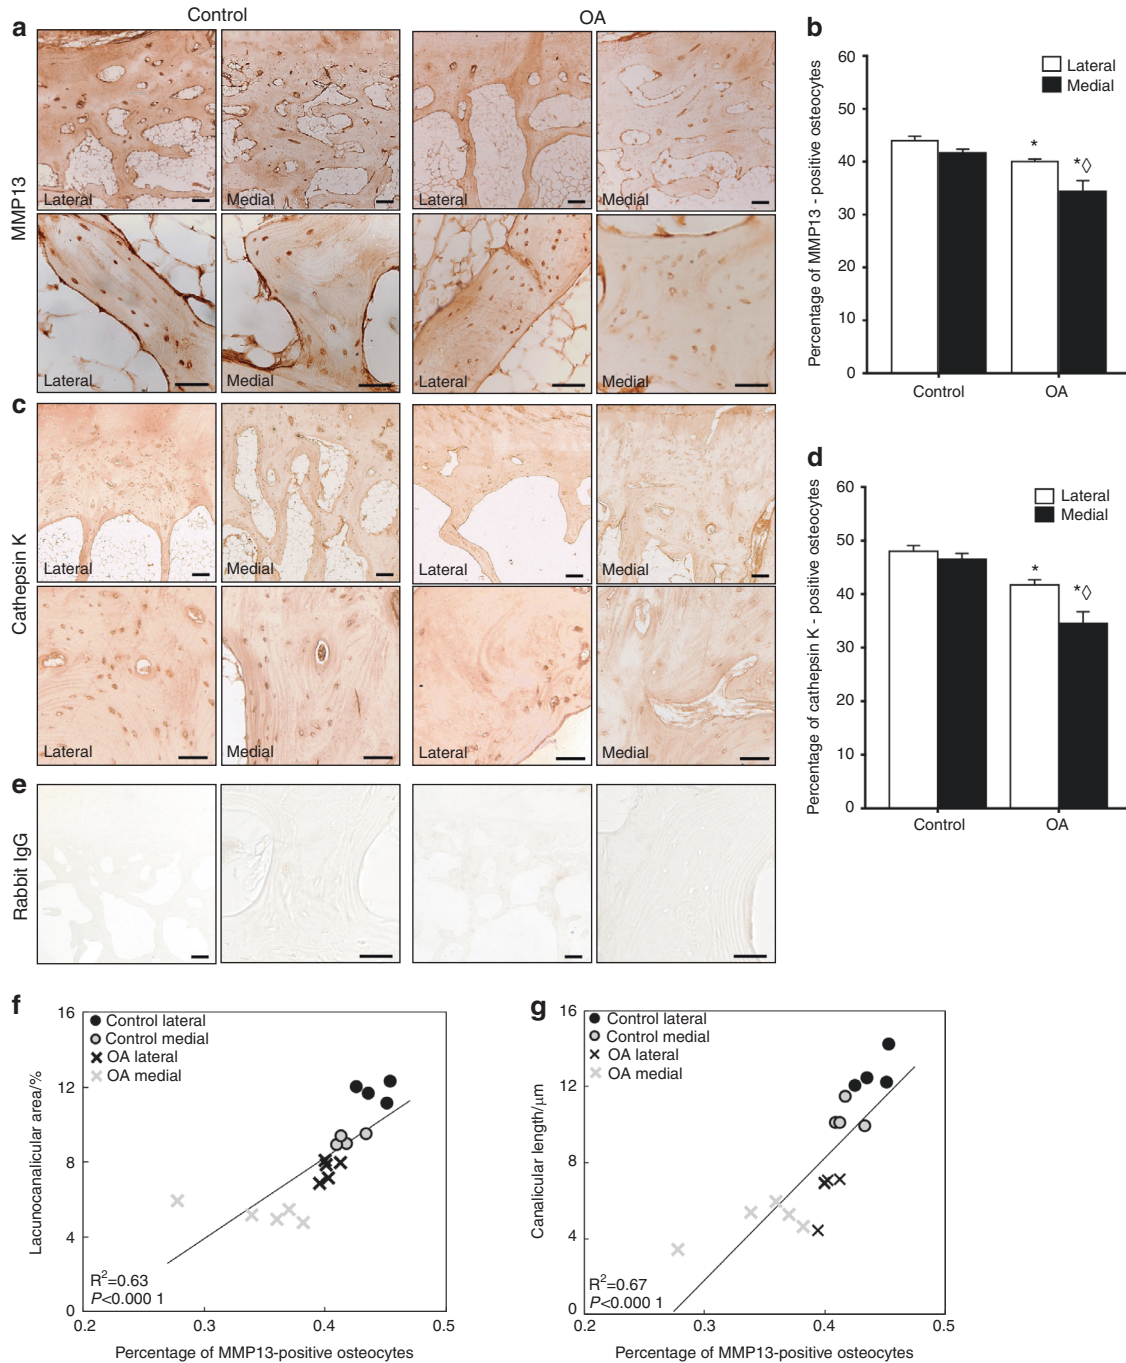 Control
OA
a
MMP13
Lateral
Medial
Lateral
Medial
Lateral
Medial
Lateral
Medial
b
Percentage of MMP13 - positive osteocytes
60
50
40
30
20
10
0
Lateral
Medial
*
*◊
Control
OA
c
Cathepsin K
Lateral
Medial
Lateral
Medial
Lateral
Medial
Lateral
Medial
d
Percentage of cathepsin K - positive osteocytes
60
50
40
30
20
10
0
Lateral
Medial
*
*◊
Control
OA
e
Rabbit IgG
f
Lacunocanalicular area/%
16
12
8
4
0
Control lateral
Control medial
OA lateral
OA medial
R²=0.63
P<0.000 1
0.2
0.3
0.4
0.5
Percentage of MMP13-positive osteocytes
g
Canalicular length/μm
16
12
8
4
0
Control lateral
Control medial
OA lateral
OA medial
R²=0.67
P<0.000 1
0.2
0.3
0.4
0.5
Percentage of MMP13-positive osteocytes